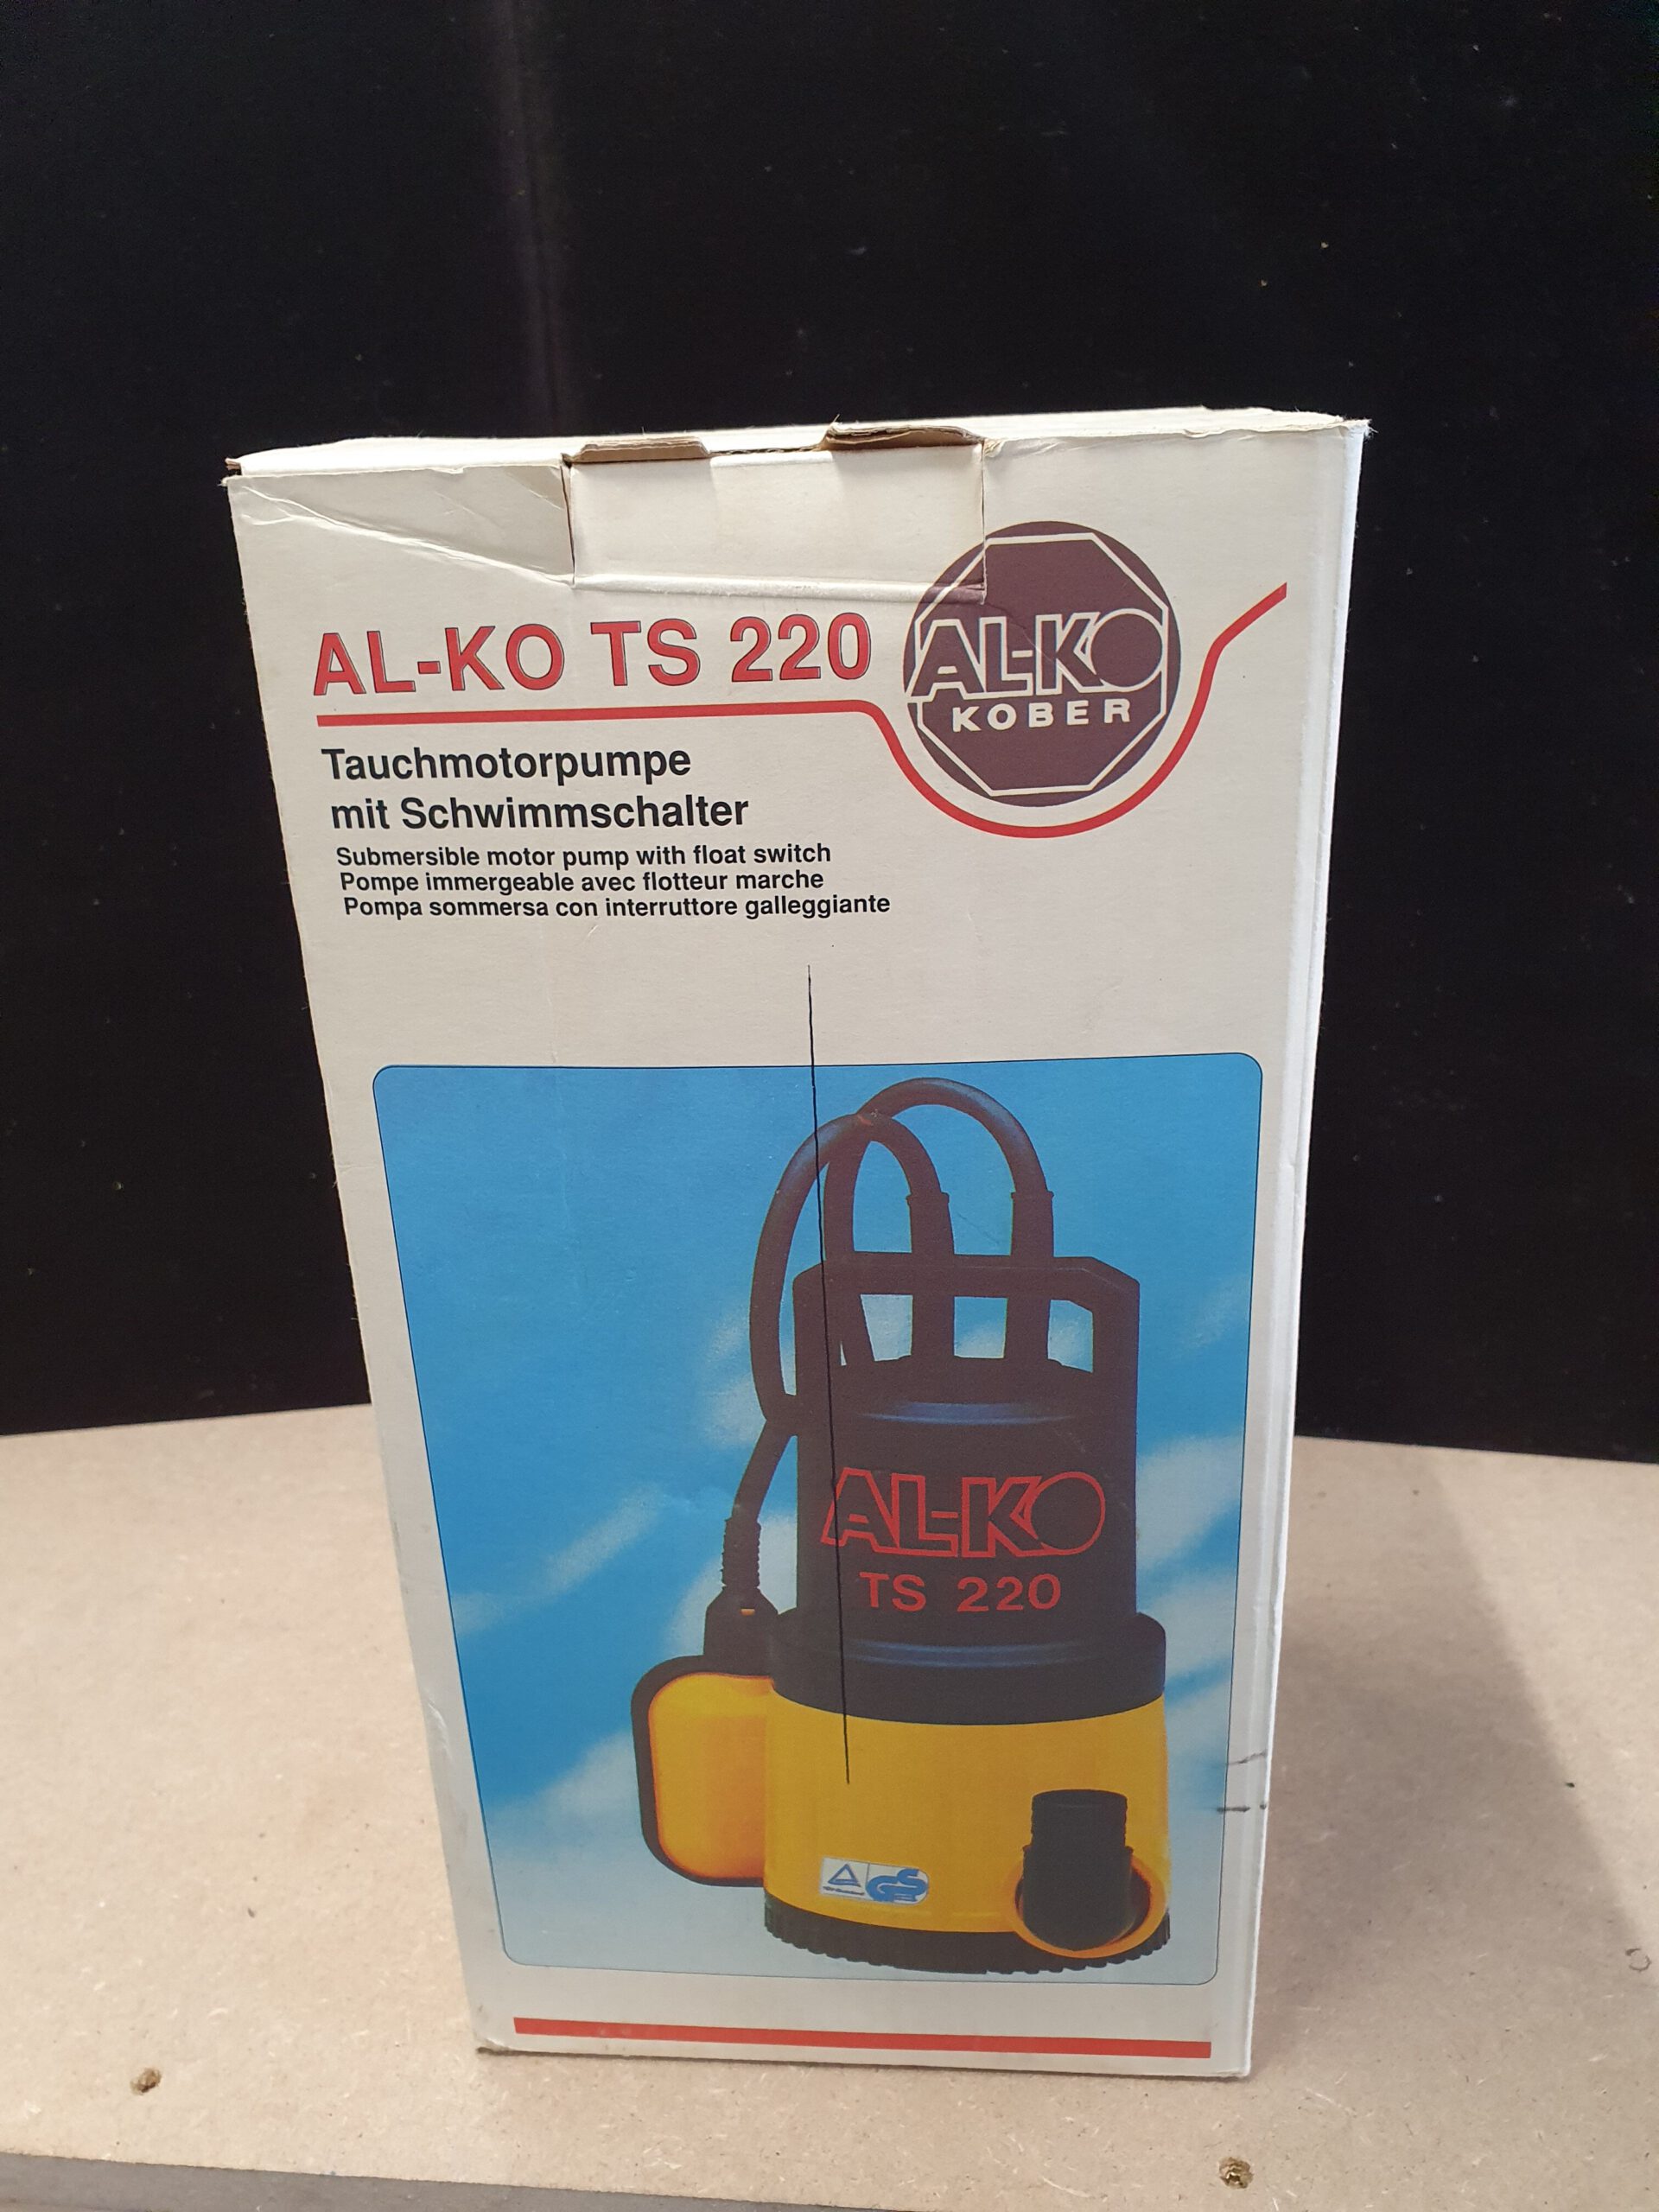 AL-KO TS 220
AL-KO
KOBER
Tauchmotorpumpe
mit Schwimmschalter
Submersible motor pump with float switch
Pompe immergeable avec flotteur marche
Pompa sommersa con interruttore galleggiante
AL-KO
TS 220
GS